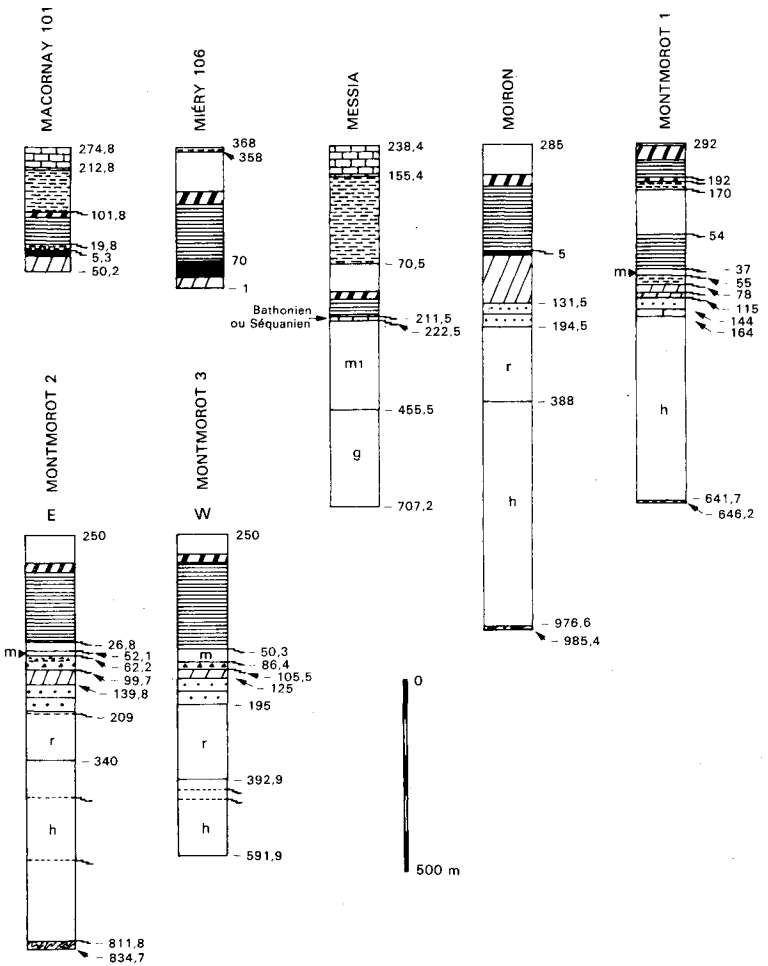 MACORNAY 101
274,8
212,8
101,8
19,8
5,3
- 50,2
MIÉRY 106
368
358
70
- 1
MESSIA
238,4
155,4
- 70,5
Bathonien
ou Séquanien
- 211,5
- 222,5
m1
- 455,5
g
- 707,2
MOIRON
285
5
- 131,5
- 194,5
r
- 388
h
- 976,6
- 985,4
MONTMOROT 1
292
192
170
54
m
- 37
- 55
- 78
- 115
- 144
- 164
h
- 641,7
- 646,2
MONTMOROT 2
E
250
26,8
m
- 52,1
- 62,2
- 99,7
- 139,8
- 209
r
- 340
h
- 811,8
- 834,7
MONTMOROT 3
W
250
- 50,3
m
- 86,4
- 105,5
- 125
- 195
r
- 392,9
h
- 591,9
0
500 m